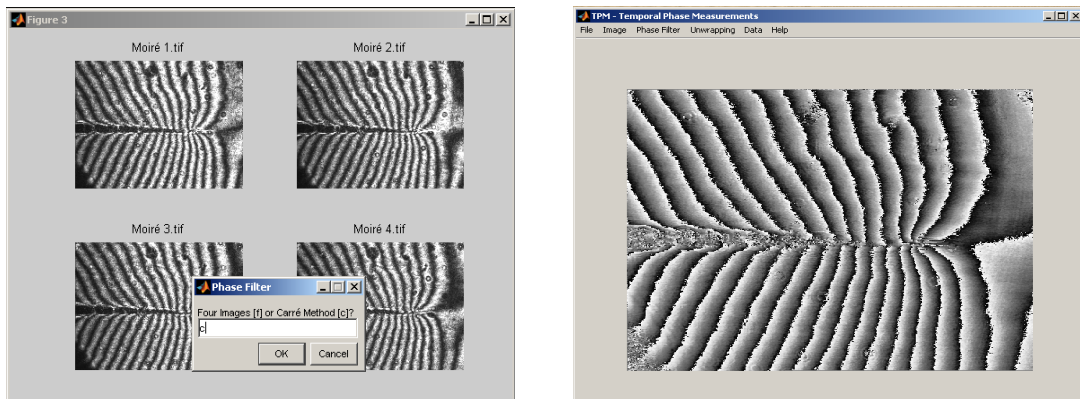 Figure 3
Moiré 1.tif
Moiré 2.tif
Moiré 3.tif
Moiré 4.tif
Phase Filter
Four Images [f] or Carré Method [c]?
c
OK
Cancel
TPM - Temporal Phase Measurements
File Image Phase Filter Unwrapping Data Help